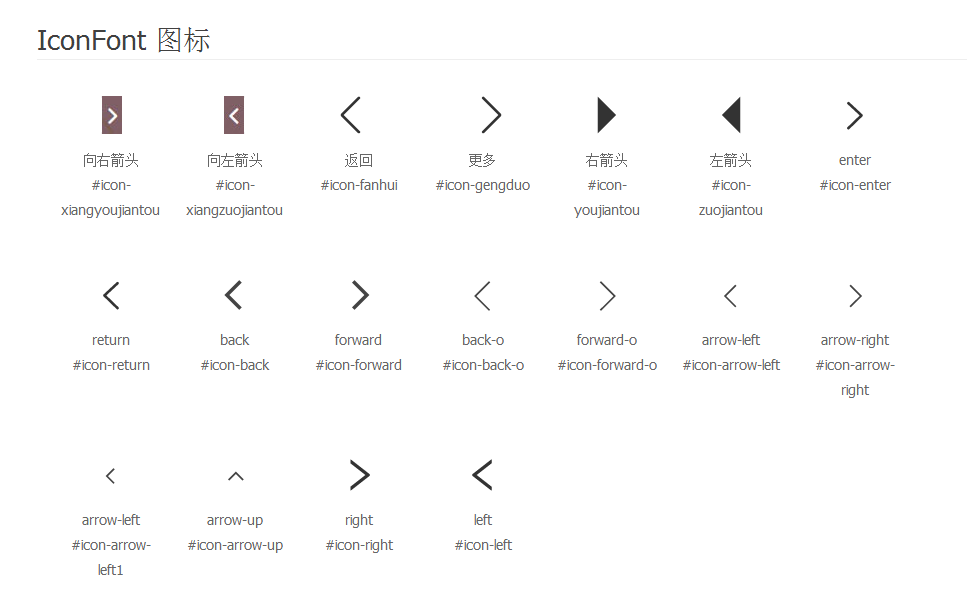 IconFont 图标
向右箭头
#icon-
xiangyoujiantou
向左箭头
#icon-
xiangzuojiantou
返回
#icon-fanhui
更多
#icon-gengduo
右箭头
#icon-
youjiantou
左箭头
#icon-
zuojiantou
enter
#icon-enter
return
#icon-return
back
#icon-back
forward
#icon-forward
back-o
#icon-back-o
forward-o
#icon-forward-o
arrow-left
#icon-arrow-left
arrow-right
#icon-arrow-
right
arrow-left
#icon-arrow-
left1
arrow-up
#icon-arrow-up
right
#icon-right
left
#icon-left